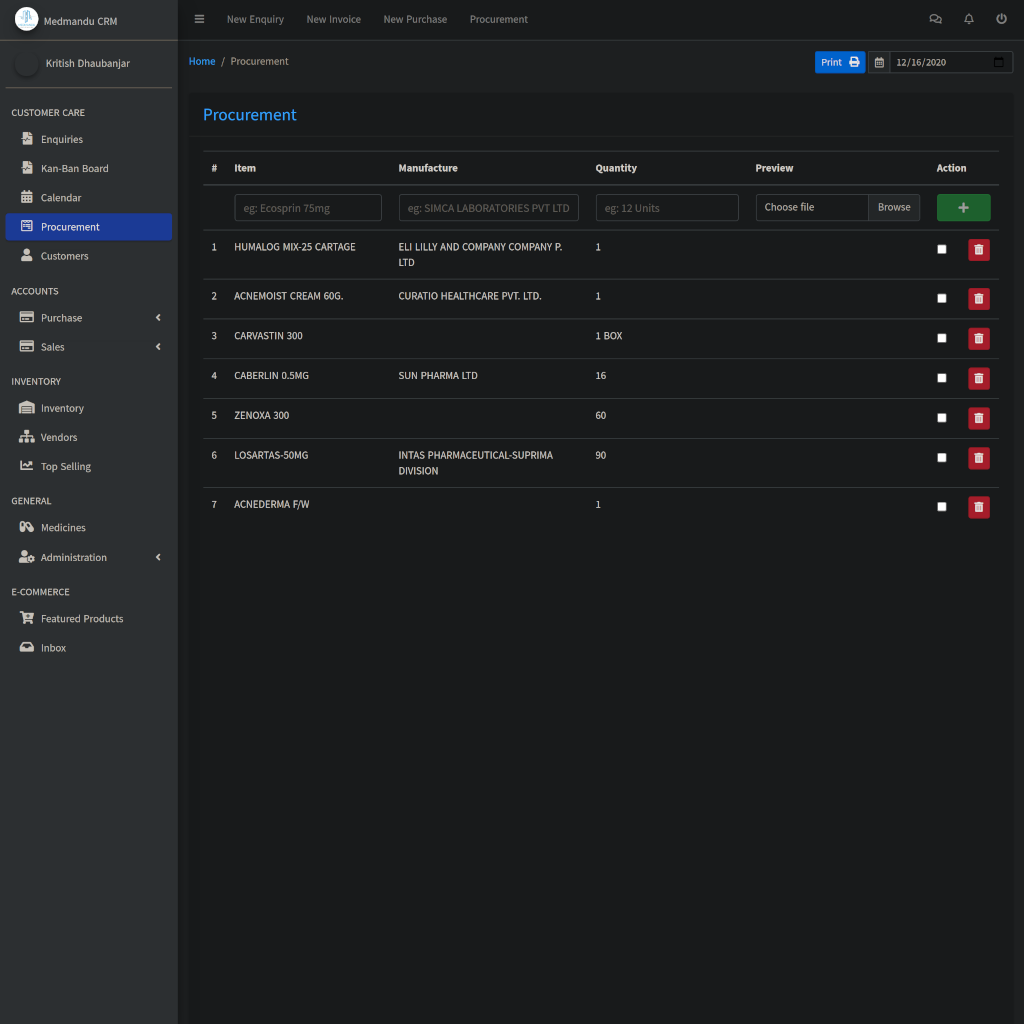 Medmandu CRM
New Enquiry New Invoice New Purchase Procurement
Kritish Dhaubanjar
CUSTOMER CARE
Enquiries
Kan-Ban Board
Calendar
Procurement
Customers
ACCOUNTS
Purchase
Sales
INVENTORY
Inventory
Vendors
Top Selling
GENERAL
Medicines
Administration
E-COMMERCE
Featured Products
Inbox
Home / Procurement
Print 12/16/2020
Procurement
# Item Manufacture Quantity Preview Action
eg: Ecosprin 75mg eg: SIMCA LABORATORIES PVT LTD eg: 12 Units Choose file Browse
1 HUMALOG MIX-25 CARTAGE ELI LILLY AND COMPANY COMPANY P. 1
LTD
2 ACNEMOIST CREAM 60G. CURATIO HEALTHCARE PVT. LTD. 1
3 CARVASTIN 300 1 BOX
4 CABERLIN 0.5MG SUN PHARMA LTD 16
5 ZENOXA 300 60
6 LOSARTAS-50MG INTAS PHARMACEUTICAL-SUPRIMA 90
DIVISION
7 ACNEDERMA F/W 1